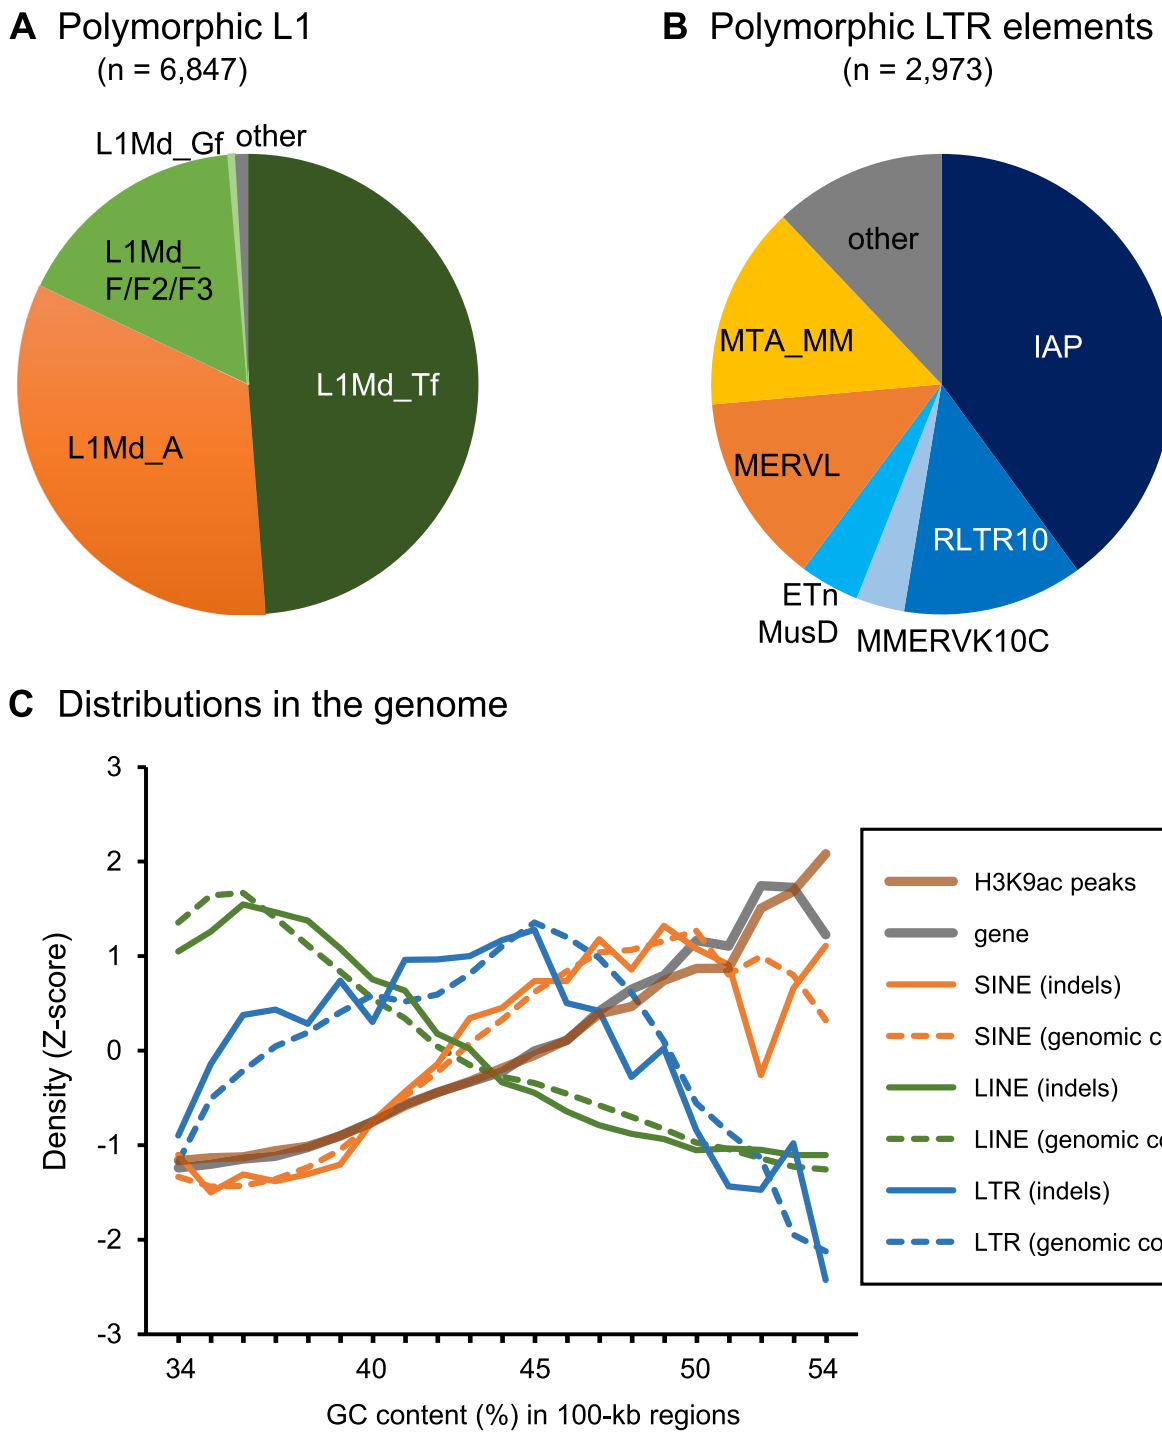 A Polymorphic L1
(n = 6,847)
L1Md_Gf
other
L1Md_
F/F2/F3
L1Md_Tf
L1Md_A
B Polymorphic LTR elements
(n = 2,973)
other
IAP
MTA_MM
MERVL
RLTR10
ETn
MusD
MMERVK10C
C Distributions in the genome
Density (Z-score)
3
2
1
0
-1
-2
-3
34
40
45
50
54
GC content (%) in 100-kb regions
H3K9ac peaks
gene
SINE (indels)
SINE (genomic c
LINE (indels)
LINE (genomic co
LTR (indels)
LTR (genomic co